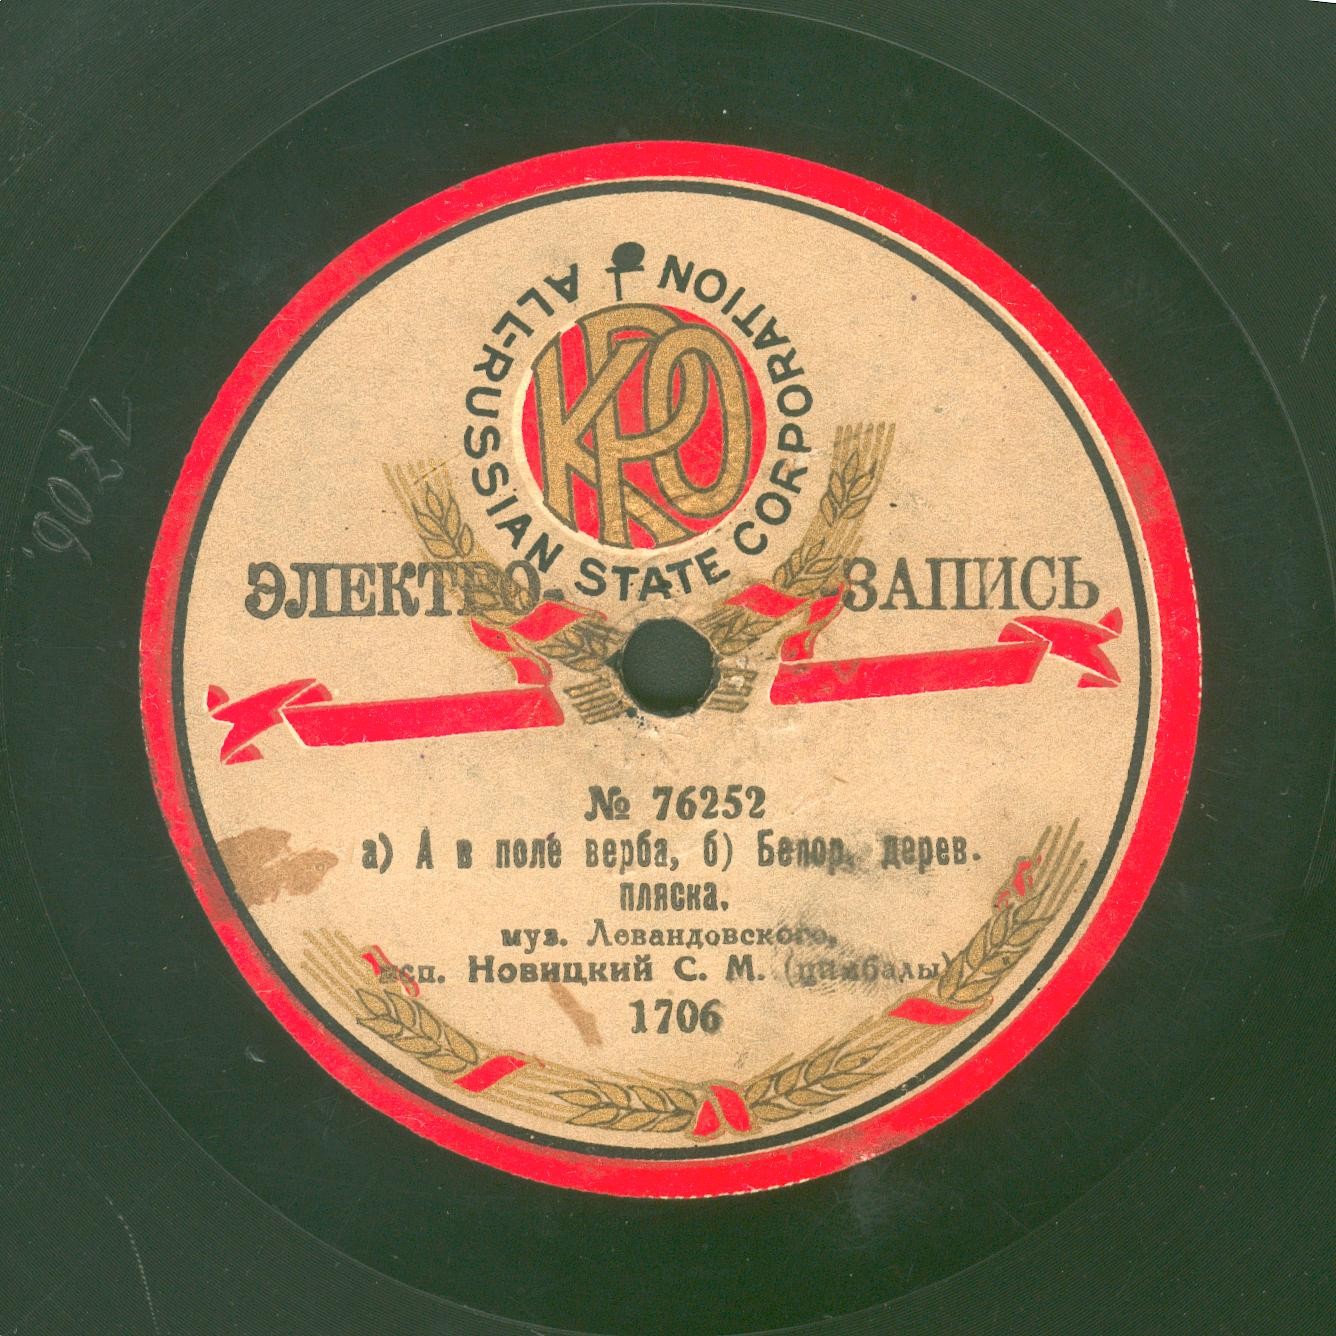 ALL-RUSSIAN STATE CORPORATION
КРО
ЭЛЕКТРО-ЗАПИСЬ
№ 76252
а) А в поле верба, б) Белор. дерев.
пляска.
муз. Левандовского,
исп. Новицкий С. М. (цимбалы)
1706
1706.